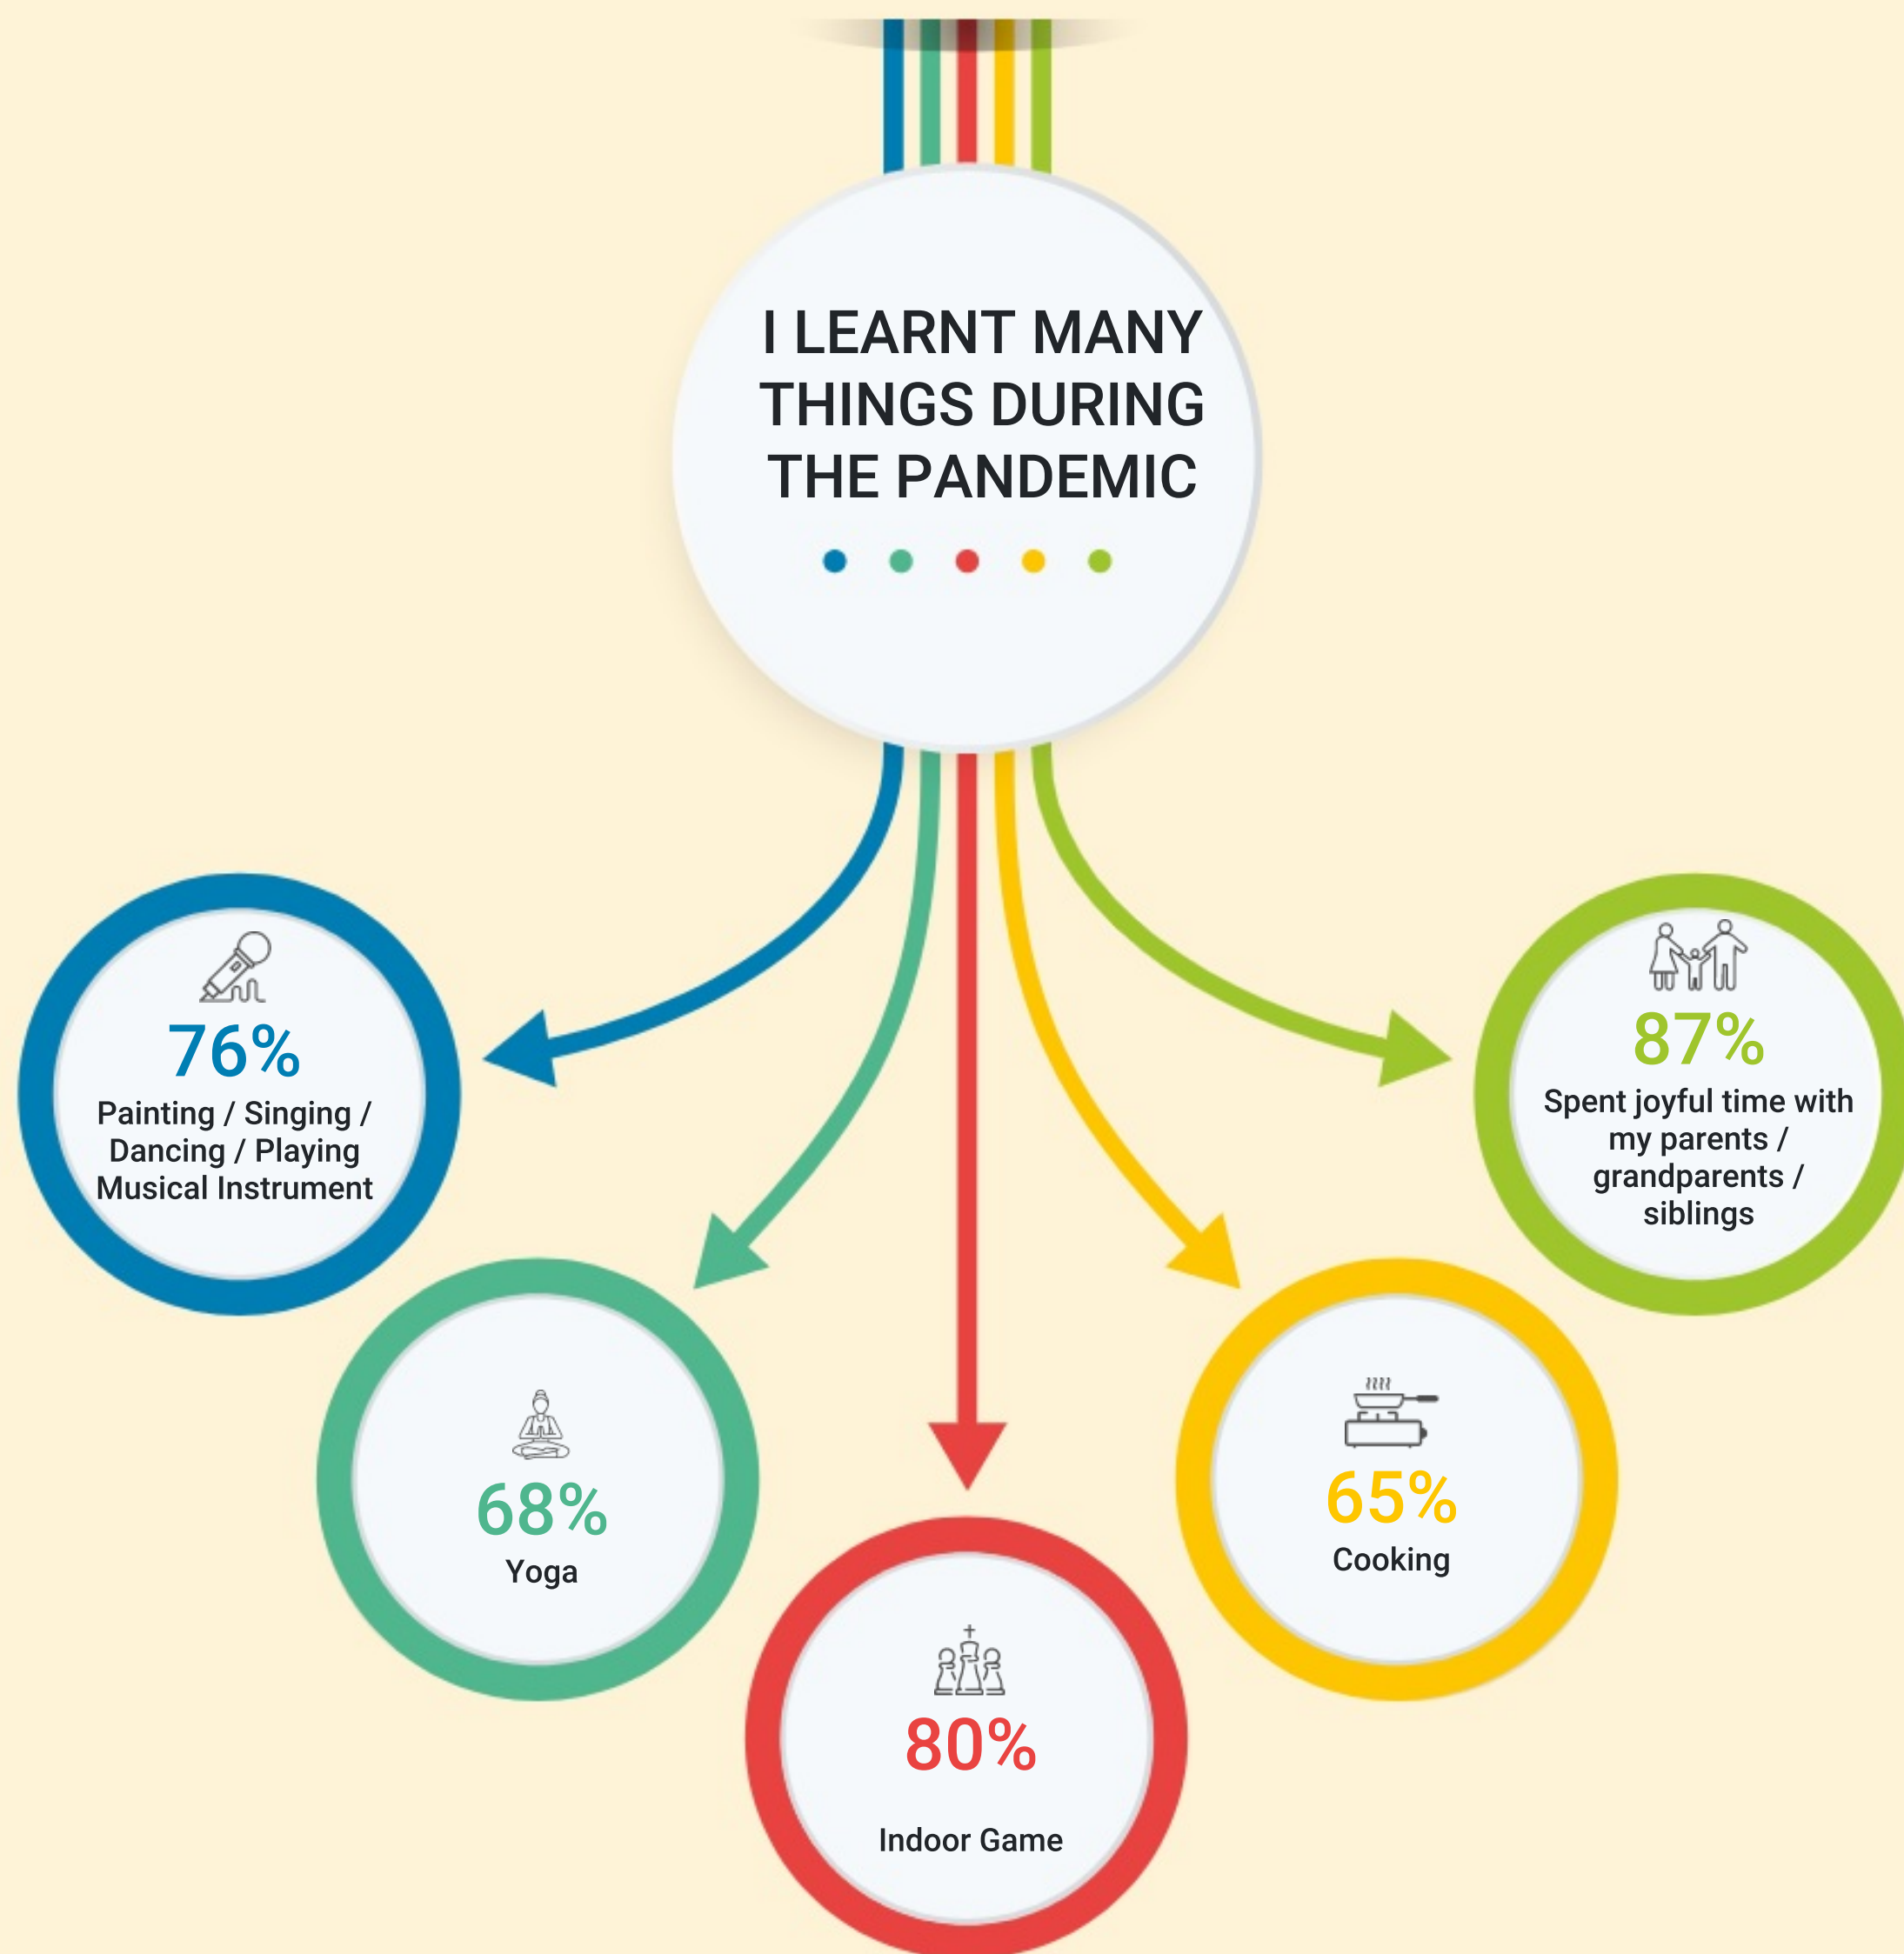 I LEARNT MANY
THINGS DURING
THE PANDEMIC
76%
Painting / Singing /
Dancing / Playing
Musical Instrument
68%
Yoga
80%
Indoor Game
65%
Cooking
87%
Spent joyful time with
my parents /
grandparents /
siblings